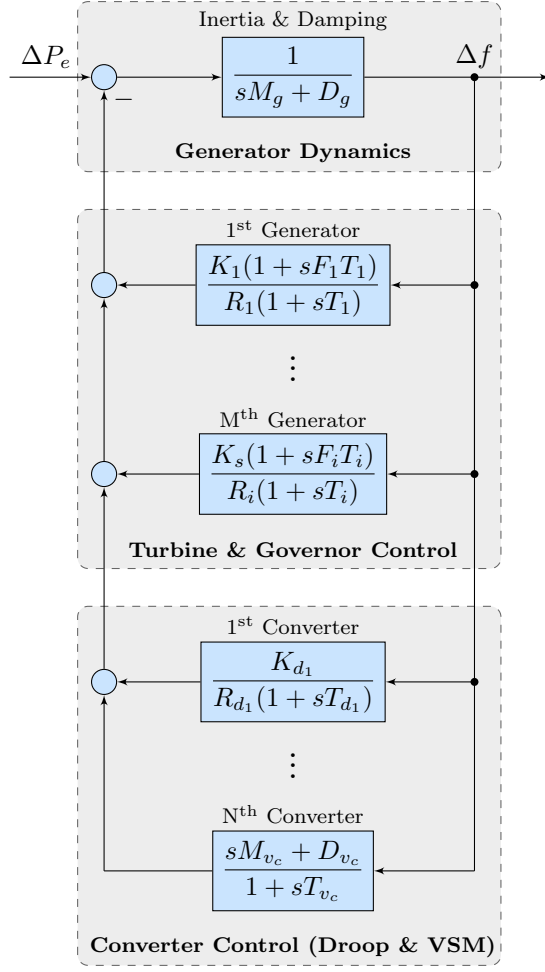 Inertia & Damping
ΔP_e
1
sM_g + D_g
Δf
−
Generator Dynamics
1st Generator
K_1(1 + sF_1T_1)
R_1(1 + sT_1)
⋮
Mth Generator
K_s(1 + sF_iT_i)
R_i(1 + sT_i)
Turbine & Governor Control
1st Converter
K_{d_1}
R_{d_1}(1 + sT_{d_1})
⋮
Nth Converter
sM_{v_c} + D_{v_c}
1 + sT_{v_c}
Converter Control (Droop & VSM)